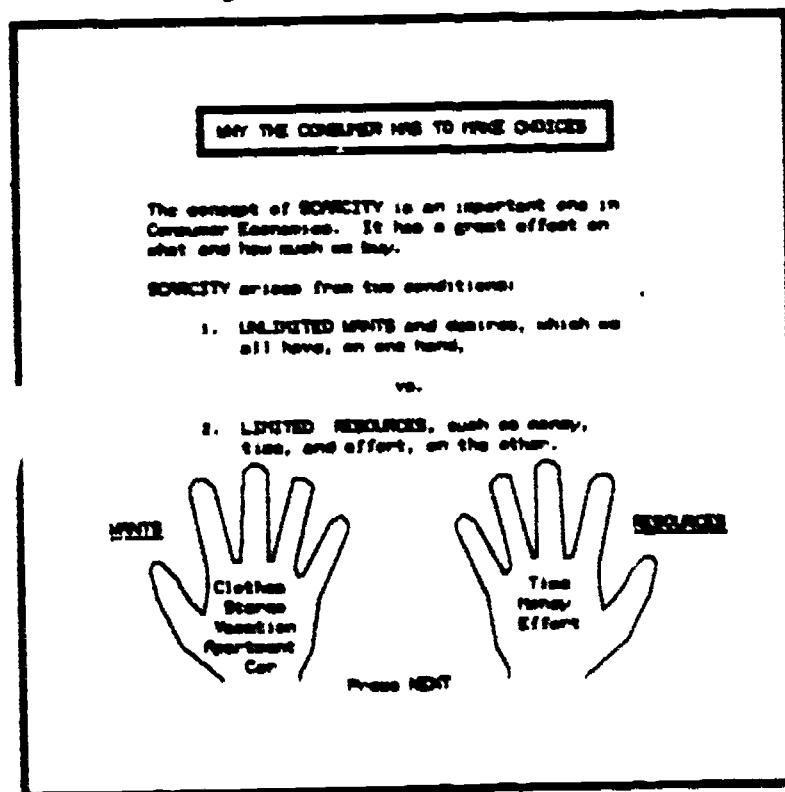 WHY THE CONSUMER HAS TO MAKE CHOICES
The concept of SCARCITY is an important one in
Consumer Economics. It has a great effect on
what and how much we buy.
SCARCITY arises from two conditions:
1. UNLIMITED WANTS and desires, which we
all have, on one hand,
vs.
2. LIMITED RESOURCES, such as money,
time, and effort, on the other.
WANTS
RESOURCES
Clothes
Stereo
Vacation
Apartment
Car
Time
Money
Effort
Press NEXT